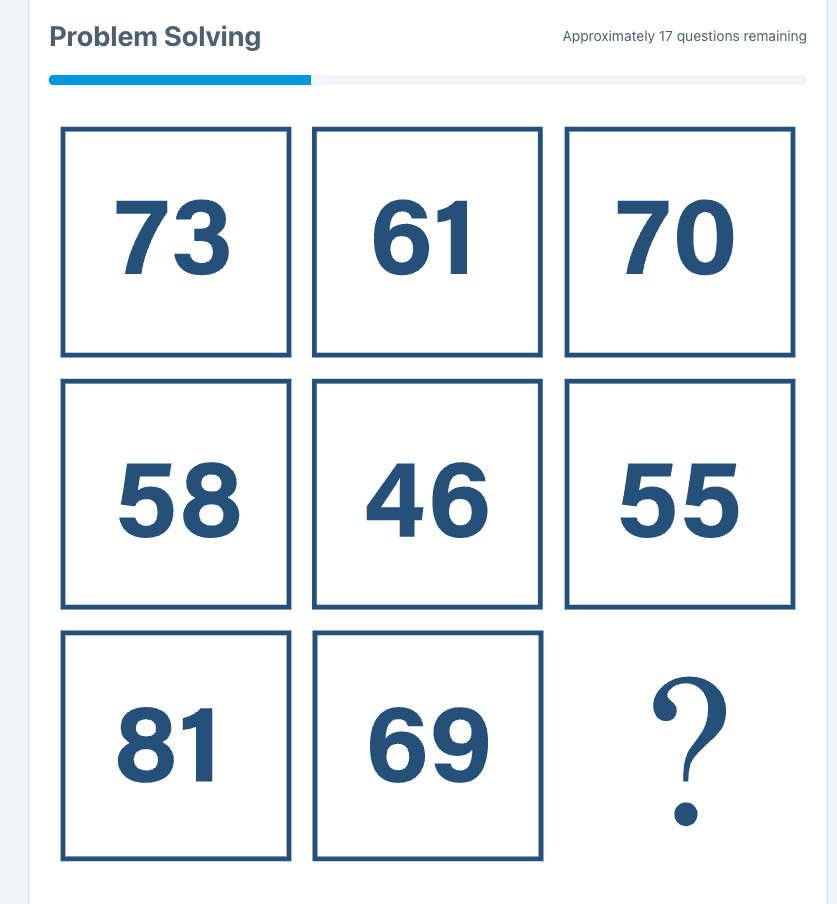 Problem Solving
Approximately 17 questions remaining
73 61 70
58 46 55
81 69 ?